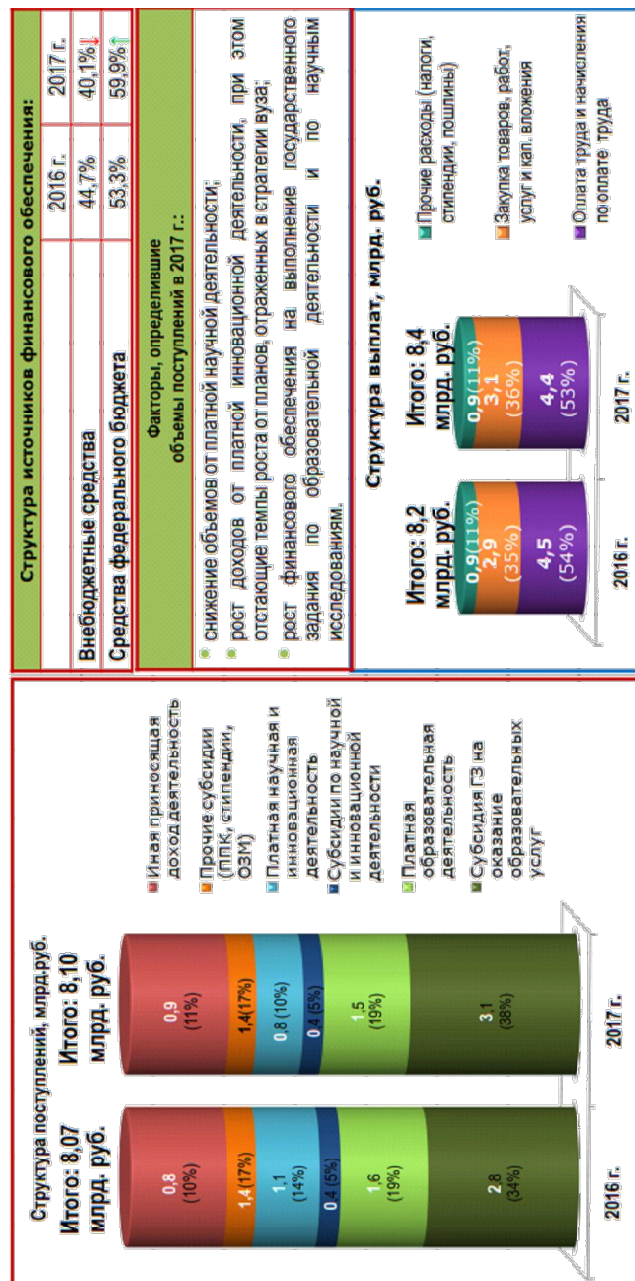 Структура поступлений, млрд.руб.
Итого: 8,07
млрд. руб.
Итого: 8,10
млрд. руб.
0,8
(10%)
1,4(17%)
1,1
(14%)
0,4 (5%)
1,6
(19%)
2,8
(34%)
2016 г.
0,9
(11%)
1,4(17%)
0,8 (10%)
0,4 (5%)
1,5
(19%)
3,1
(38%)
2017 г.
Иная приносящая
доход деятельность
Прочие субсидии
(ППК, стипендии,
ОЗМ)
Платная научная и
инновационная
деятельность
Субсидии по научной
и инновационной
деятельности
Платная
образовательная
деятельность
Субсидия ГЗ на
оказание
образовательных
услуг
Структура источников финансового обеспечения:
2016 г. 2017 г.
Внебюджетные средства 44,7% 40,1%↓
Средства федерального бюджета 53,3% 59,9%↑
Факторы, определившие
объемы поступлений в 2017 г.:
снижение объемов от платной научной деятельности;
рост доходов от платной инновационной деятельности, при этом
отстающие темпы роста от планов, отраженных в стратегии вуза;
рост финансового обеспечения на выполнение государственного
задания по образовательной деятельности и по научным
исследованиям.
Структура выплат, млрд. руб.
Итого: 8,2
млрд. руб.
Итого: 8,4
млрд. руб.
0,9(11%)
2,9
(35%)
4,5
(54%)
2016 г.
0,9(11%)
3,1
(36%)
4,4
(53%)
2017 г.
Прочие расходы (налоги,
стипендии, пошлины)
Закупка товаров, работ,
услуг и кап. вложения
Оплата труда и начисления
по оплате труда